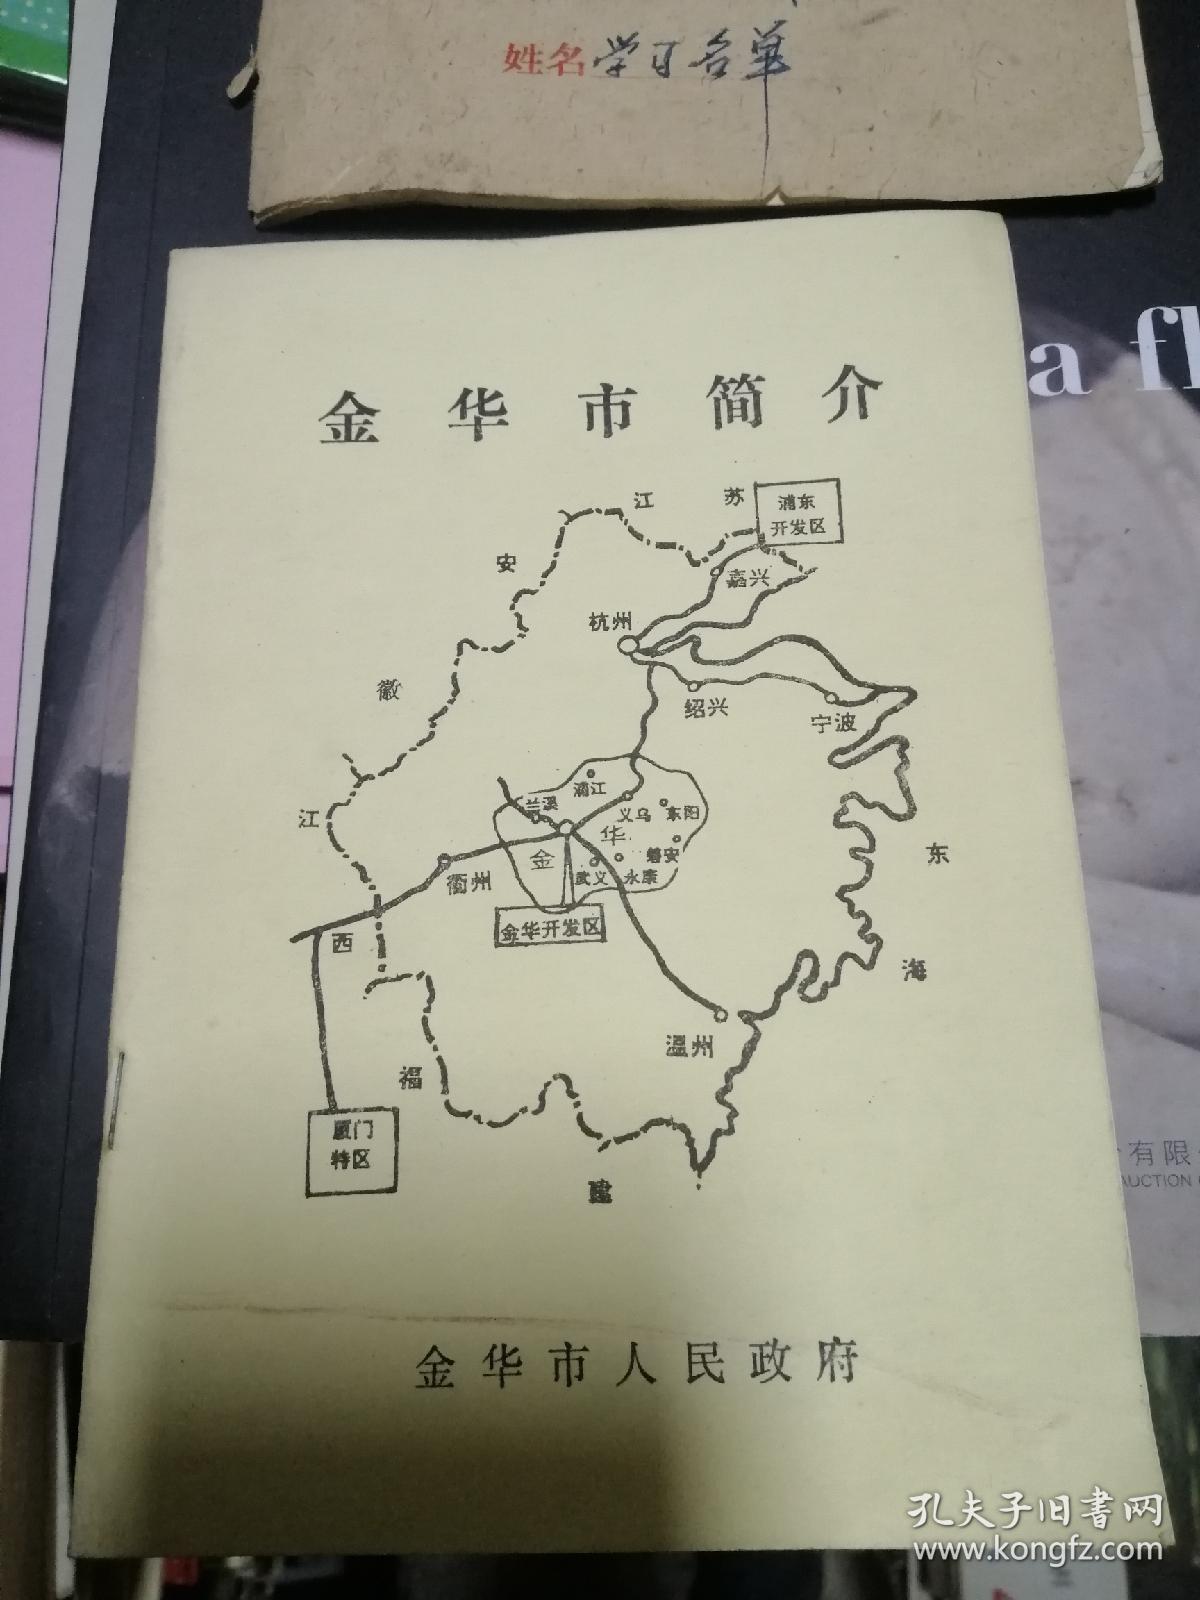 姓名 学习名单
金华市简介
江
苏
浦东
开发区
安
嘉兴
杭州
徽
绍兴
宁波
浦江
兰溪
江
义乌
东阳
华
金
磐安
东
衢州
武义
永康
金华开发区
西
海
温州
福
厦门
特区
建
金华市人民政府
a fl
有限
AUCTION
孔夫子旧书网
www.kongfz.com